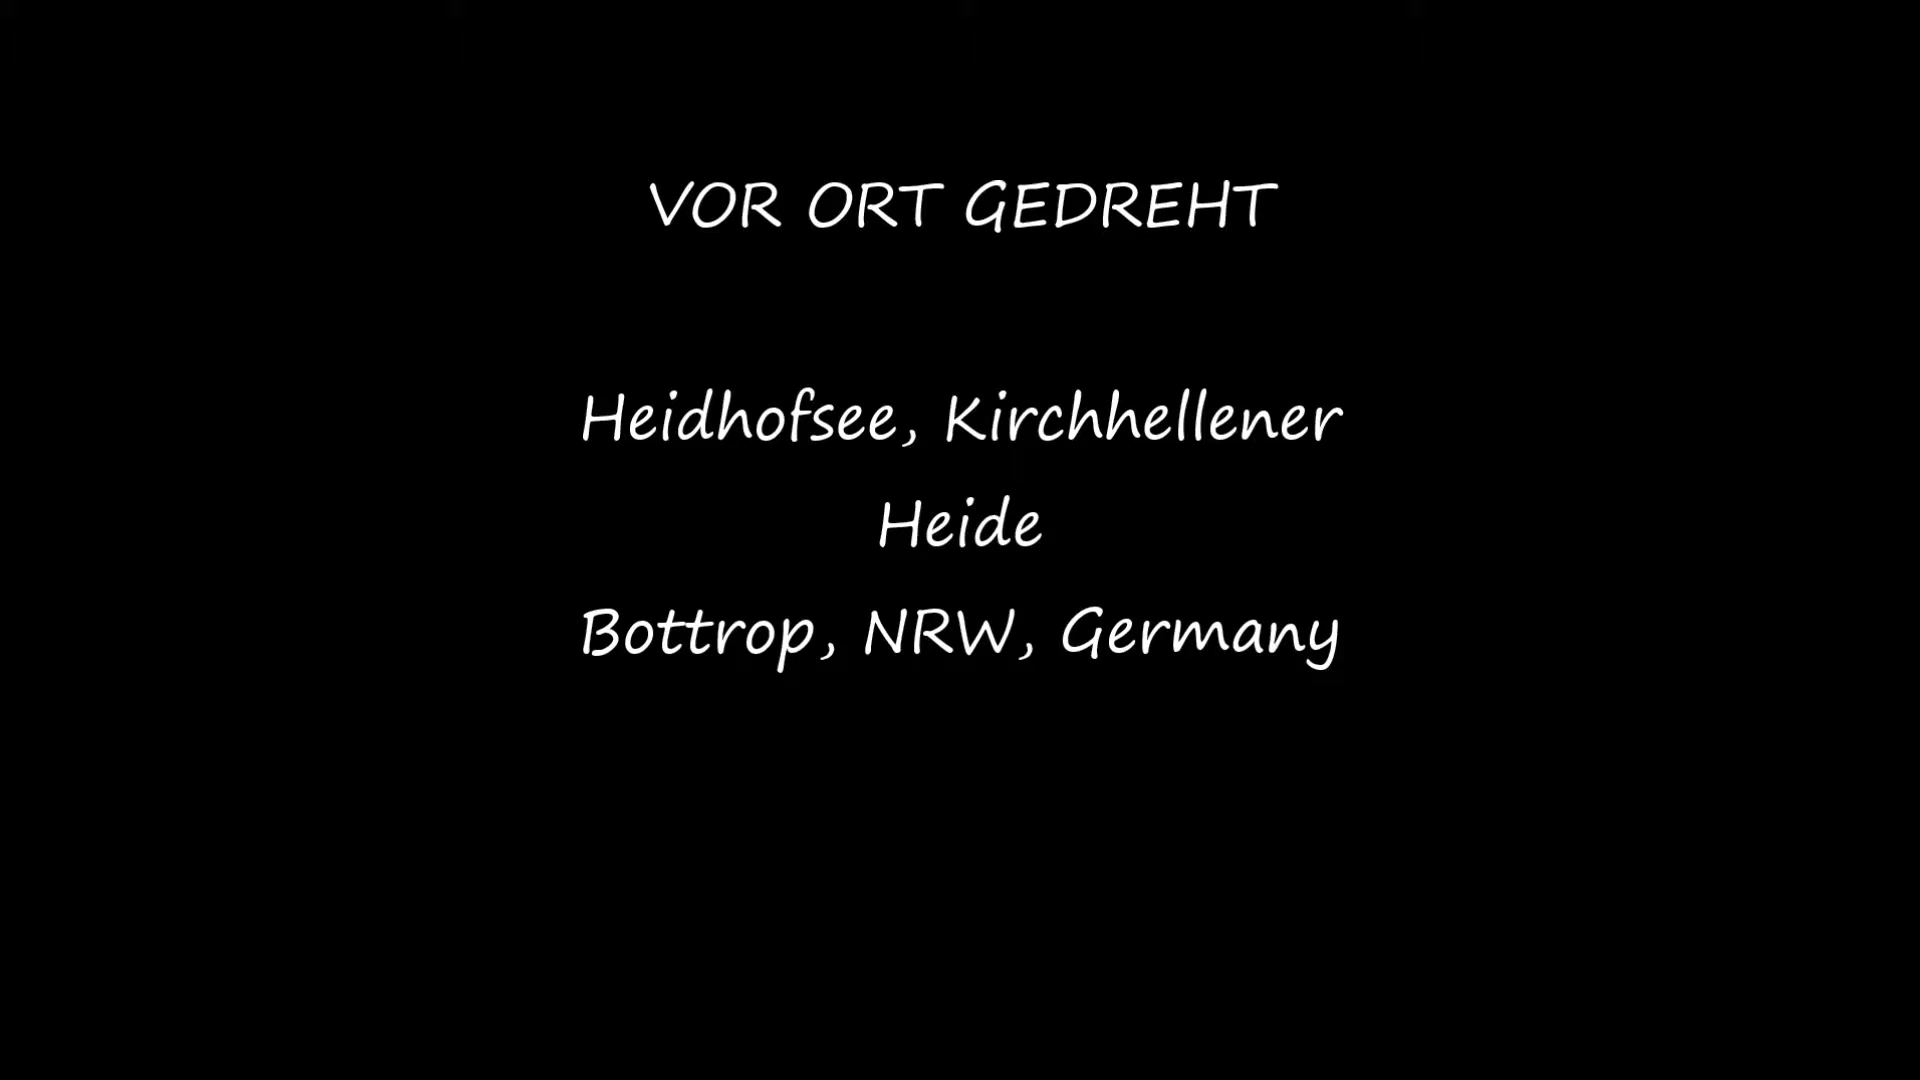 VOR ORT GEDREHT
Heidhofsee, Kirchhellener
Heide
Bottrop, NRW, Germany